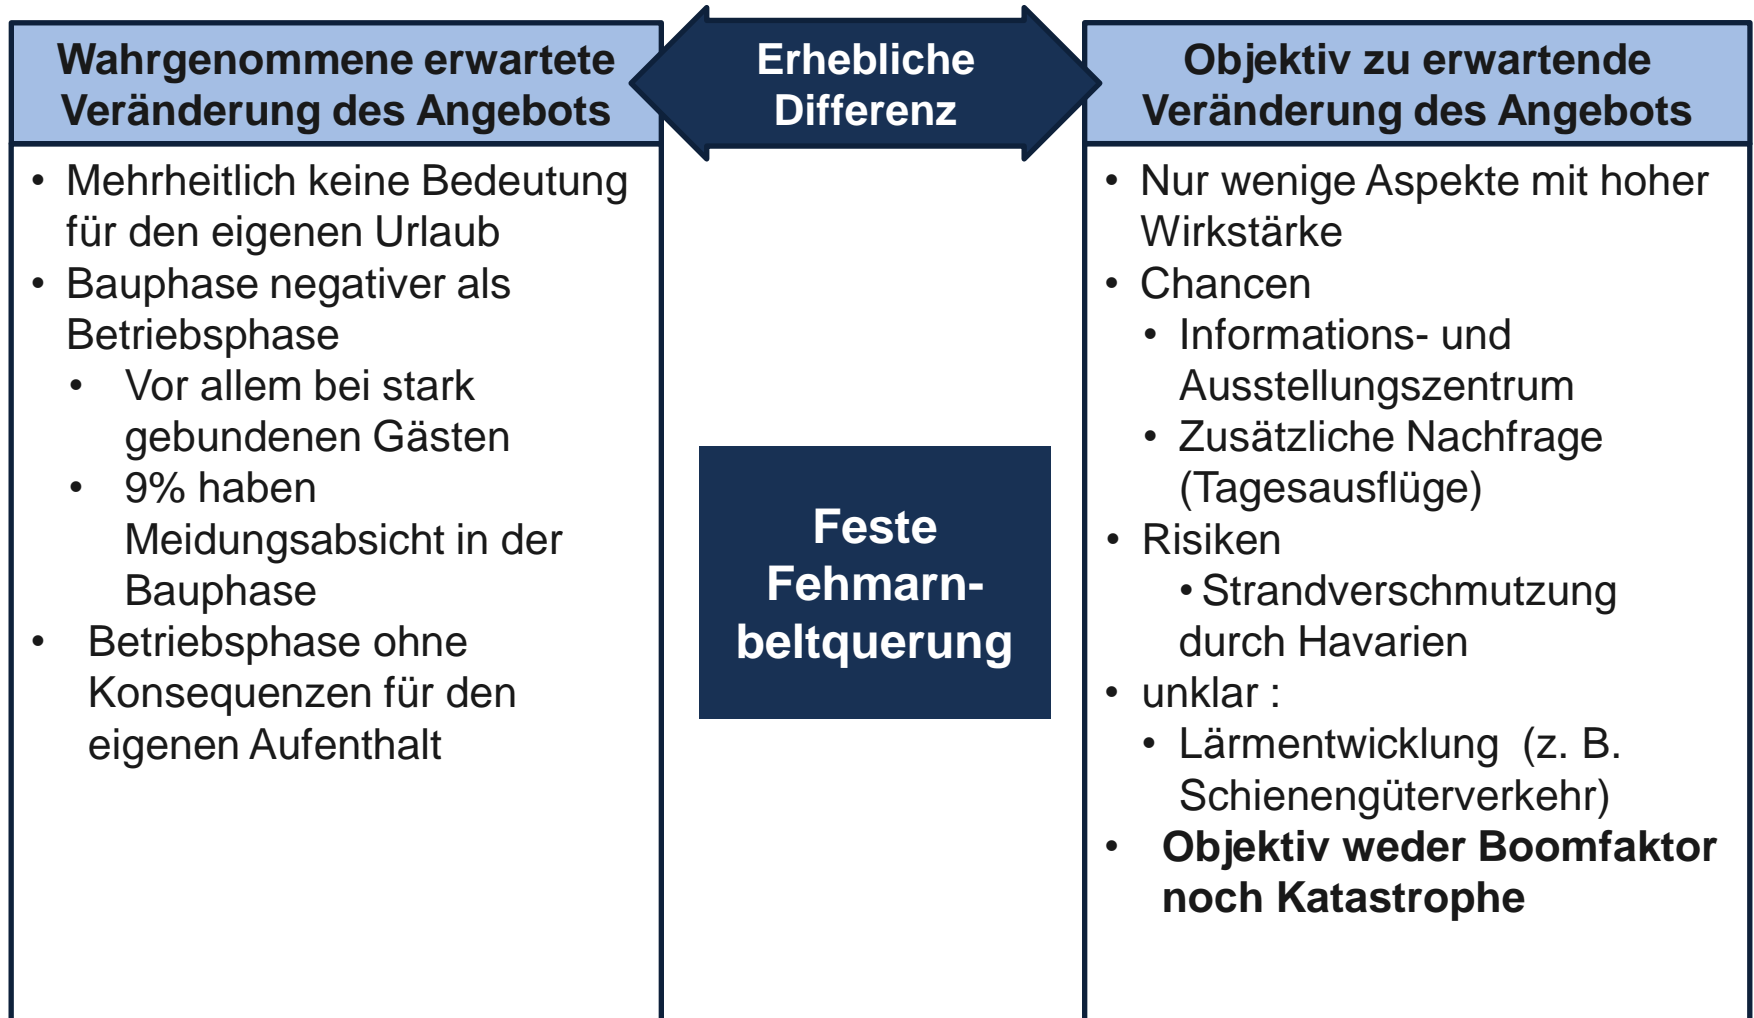 Wahrgenommene erwartete
Veränderung des Angebots
Erhebliche
Differenz
Objektiv zu erwartende
Veränderung des Angebots
• Mehrheitlich keine Bedeutung
für den eigenen Urlaub
• Bauphase negativer als
Betriebsphase
• Vor allem bei stark
gebundenen Gästen
• 9% haben
Meidungsabsicht in der
Bauphase
• Betriebsphase ohne
Konsequenzen für den
eigenen Aufenthalt
Feste
Fehmarn-
beltquerung
• Nur wenige Aspekte mit hoher
Wirkstärke
• Chancen
• Informations- und
Ausstellungszentrum
• Zusätzliche Nachfrage
(Tagesausflüge)
• Risiken
• Strandverschmutzung
durch Havarien
• unklar :
• Lärmentwicklung (z. B.
Schienengüterverkehr)
• Objektiv weder Boomfaktor
noch Katastrophe